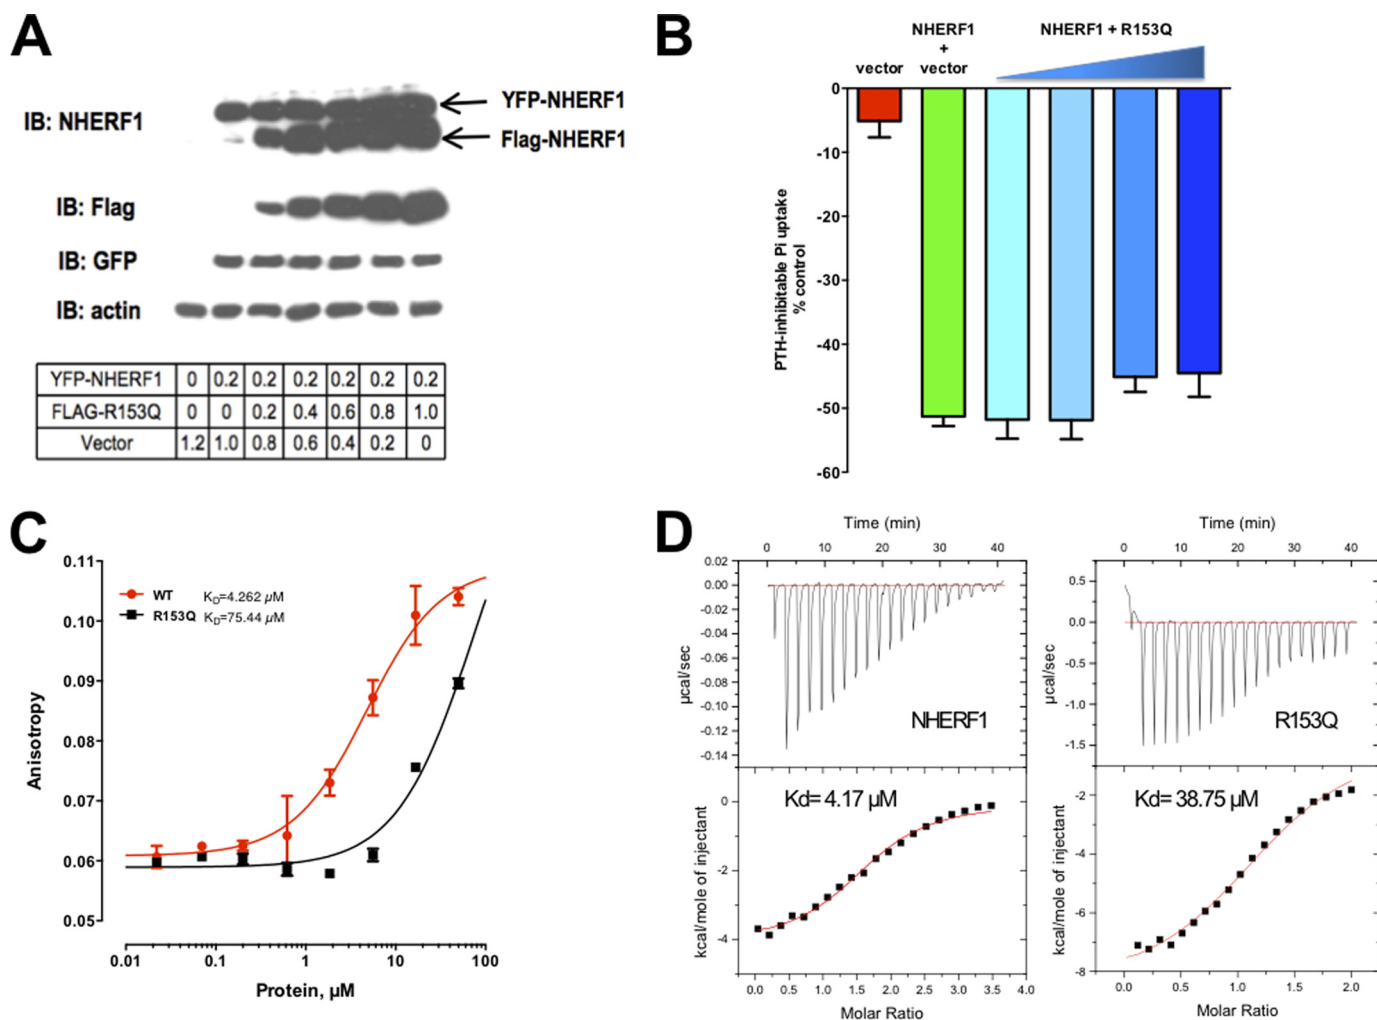 A
IB: NHERF1
YFP-NHERF1
Flag-NHERF1
IB: Flag
IB: GFP
IB: actin
YFP-NHERF1 0 0.2 0.2 0.2 0.2 0.2 0.2
FLAG-R153Q 0 0 0.2 0.4 0.6 0.8 1.0
Vector 1.2 1.0 0.8 0.6 0.4 0.2 0
B
vector
NHERF1
+
vector
NHERF1 + R153Q
PTH-inhibitable Pi uptake
% control
0
-10
-20
-30
-40
-50
-60
C
Anisotropy
0.11
0.10
0.09
0.08
0.07
0.06
0.05
WT KD=4.262 µM
R153Q KD=75.44 µM
0.01 0.1 1 10 100
Protein, µM
D
Time (min)
0 10 20 30 40
µcal/sec
0.02
0.00
-0.02
-0.04
-0.06
-0.08
-0.10
-0.12
-0.14
NHERF1
kcal/mole of injectant
0
-2
-4
Kd= 4.17 µM
0.0 0.5 1.0 1.5 2.0 2.5 3.0 3.5 4.0
Molar Ratio
Time (min)
0 10 20 30 40
µcal/sec
0.5
0.0
-0.5
-1.0
-1.5
R153Q
kcal/mole of injectant
-2
-4
-6
-8
Kd= 38.75 µM
0.0 0.5 1.0 1.5 2.0
Molar Ratio